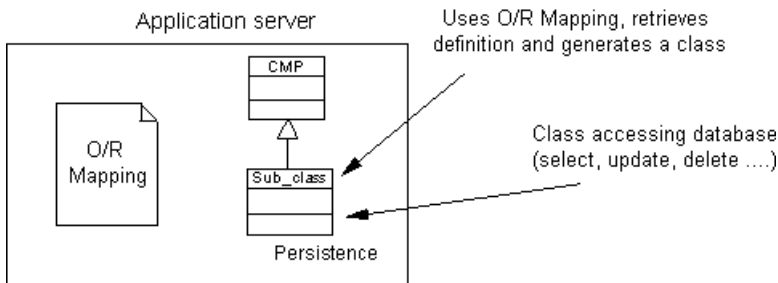 Application server
Uses O/R Mapping, retrieves
definition and generates a class
CMP
O/R
Mapping
Sub_class
Class accessing database
(select, update, delete ....)
Persistence